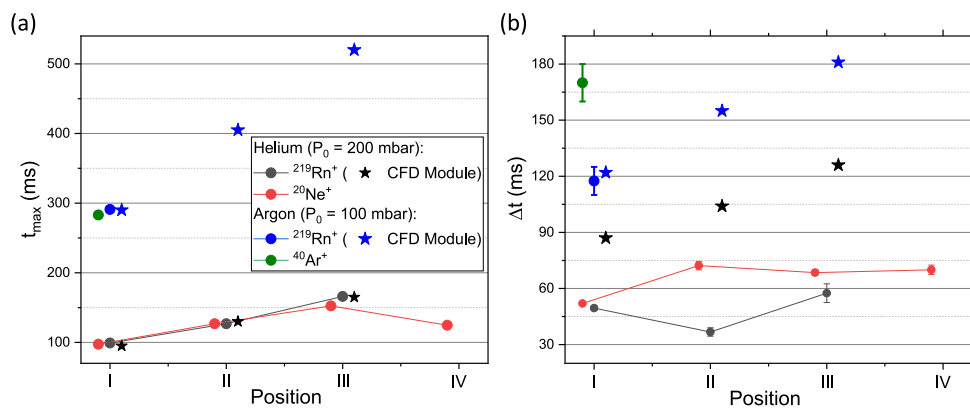 (a)
500
400
300
200
100
t_max (ms)
I II III IV
Position
Helium (P_0 = 200 mbar):
²¹⁹Rn⁺ ( ★ CFD Module)
²⁰Ne⁺
Argon (P_0 = 100 mbar):
²¹⁹Rn⁺ ( ★ CFD Module)
⁴⁰Ar⁺
(b)
180
150
120
90
60
30
Δt (ms)
I II III IV
Position